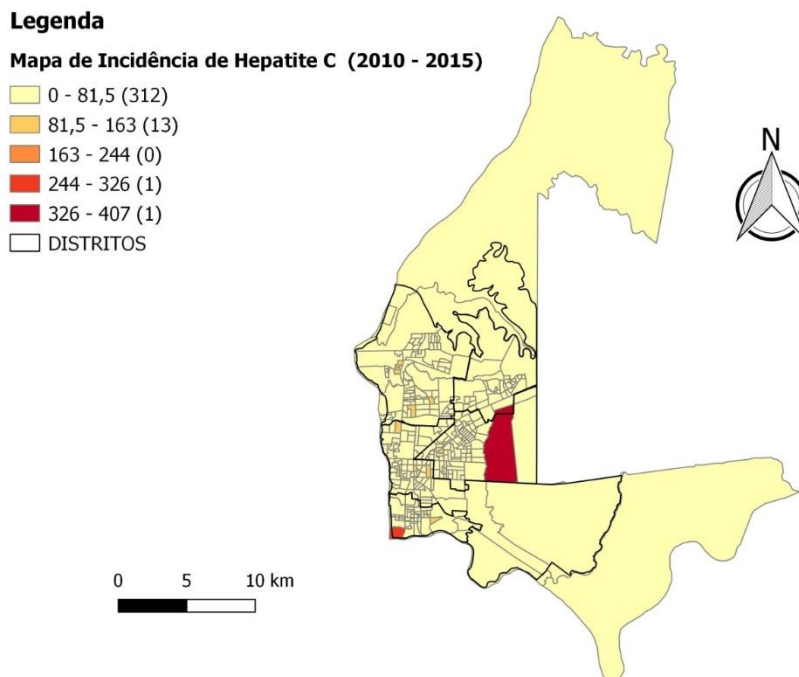 Legenda
Mapa de Incidência de Hepatite C (2010 - 2015)
0 - 81,5 (312)
81,5 - 163 (13)
163 - 244 (0)
244 - 326 (1)
326 - 407 (1)
DISTRITOS
N
0 5 10 km